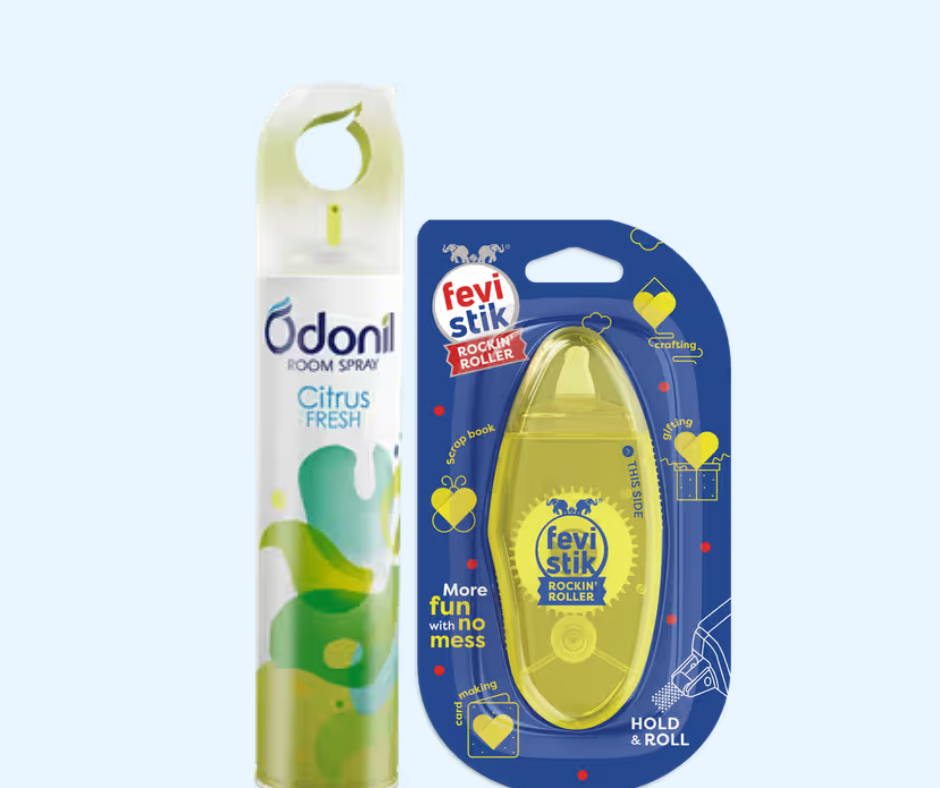 Odonil
ROOM SPRAY
Citrus
FRESH
fevi
stik
ROCKIN'
ROLLER
crafting
scrap book
gifting
THIS SIDE
fevi
stik
ROCKIN'
ROLLER
More
fun
with no
mess
card making
HOLD
& ROLL